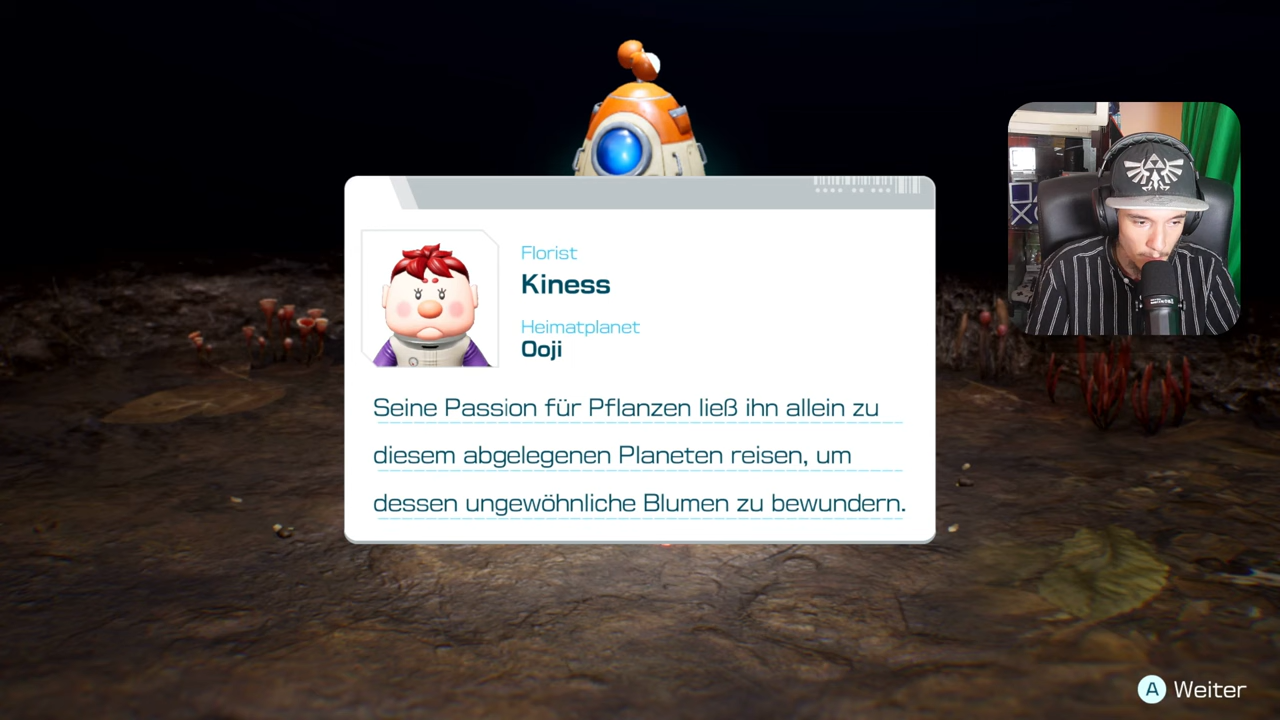 Florist
Kiness
Heimatplanet
Ooji
Seine Passion für Pflanzen ließ ihn allein zu
diesem abgelegenen Planeten reisen, um
dessen ungewöhnliche Blumen zu bewundern.
A Weiter